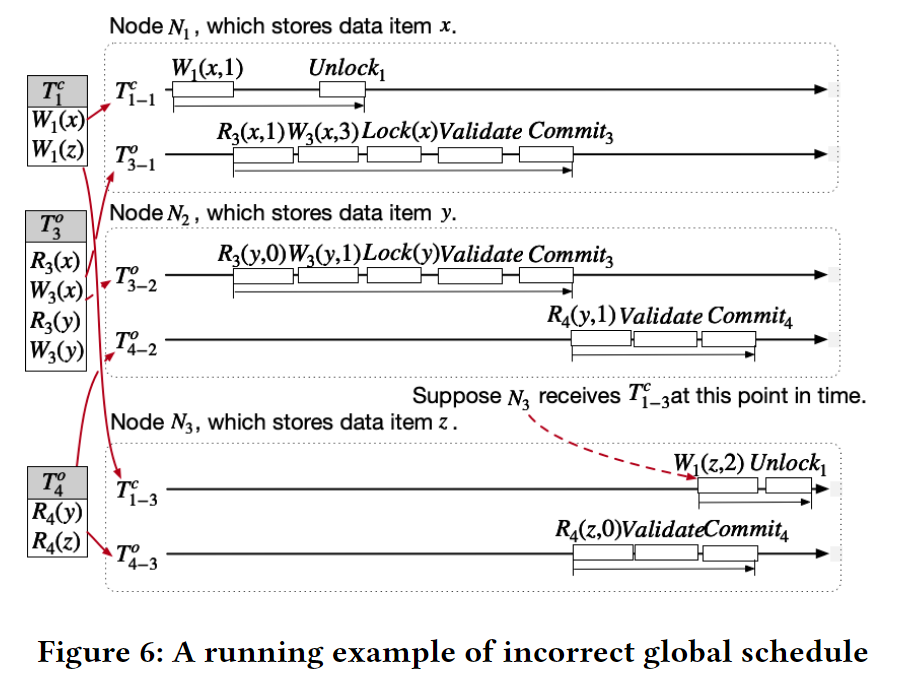 Node N₁, which stores data item x.
W₁(x,1) Unlock₁
T₁ᶜ
W₁(x)
W₁(z)
T₁₋₁ᶜ
R₃(x,1)W₃(x,3)Lock(x)Validate Commit₃
T₃₋₁ᵒ
Node N₂, which stores data item y.
T₃ᵒ
R₃(x)
W₃(x)
R₃(y)
W₃(y)
R₃(y,0)W₃(y,1)Lock(y)Validate Commit₃
T₃₋₂ᵒ
R₄(y,1)Validate Commit₄
T₄₋₂ᵒ
Suppose N₃ receives T₁₋₃ᶜat this point in time.
Node N₃, which stores data item z .
W₁(z,2) Unlock₁
T₄ᵒ
R₄(y)
R₄(z)
T₁₋₃ᶜ
R₄(z,0)ValidateCommit₄
T₄₋₃ᵒ
Figure 6: A running example of incorrect global schedule